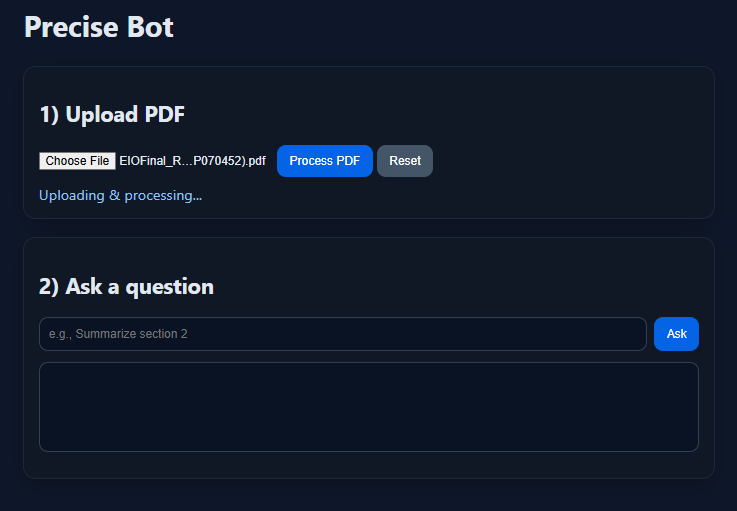 Precise Bot
1) Upload PDF
Choose File EIOFinal_R...P070452).pdf Process PDF Reset
Uploading & processing...
2) Ask a question
e.g., Summarize section 2 Ask